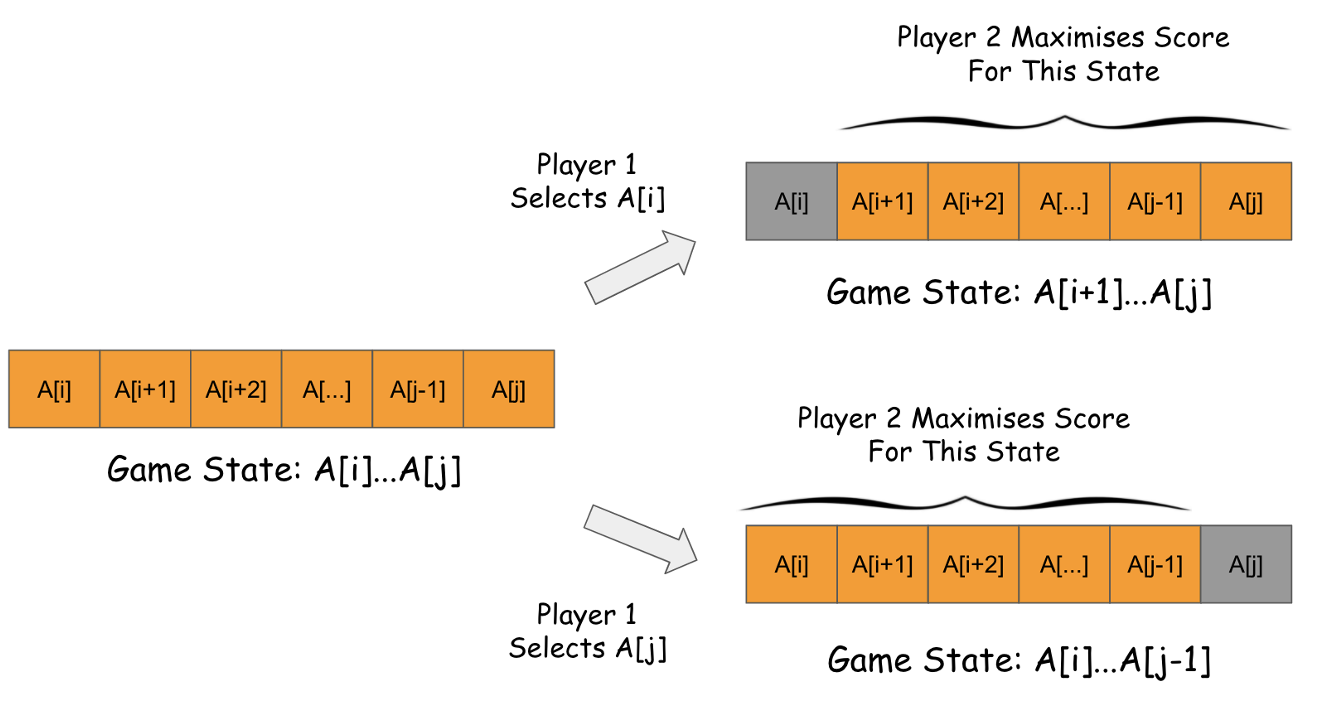 Player 2 Maximises Score
For This State
Player 1
Selects A[i]
A[i] A[i+1] A[i+2] A[...] A[j-1] A[j]
Game State: A[i+1]...A[j]
A[i] A[i+1] A[i+2] A[...] A[j-1] A[j]
Game State: A[i]...A[j]
Player 2 Maximises Score
For This State
A[i] A[i+1] A[i+2] A[...] A[j-1] A[j]
Player 1
Selects A[j]
Game State: A[i]...A[j-1]